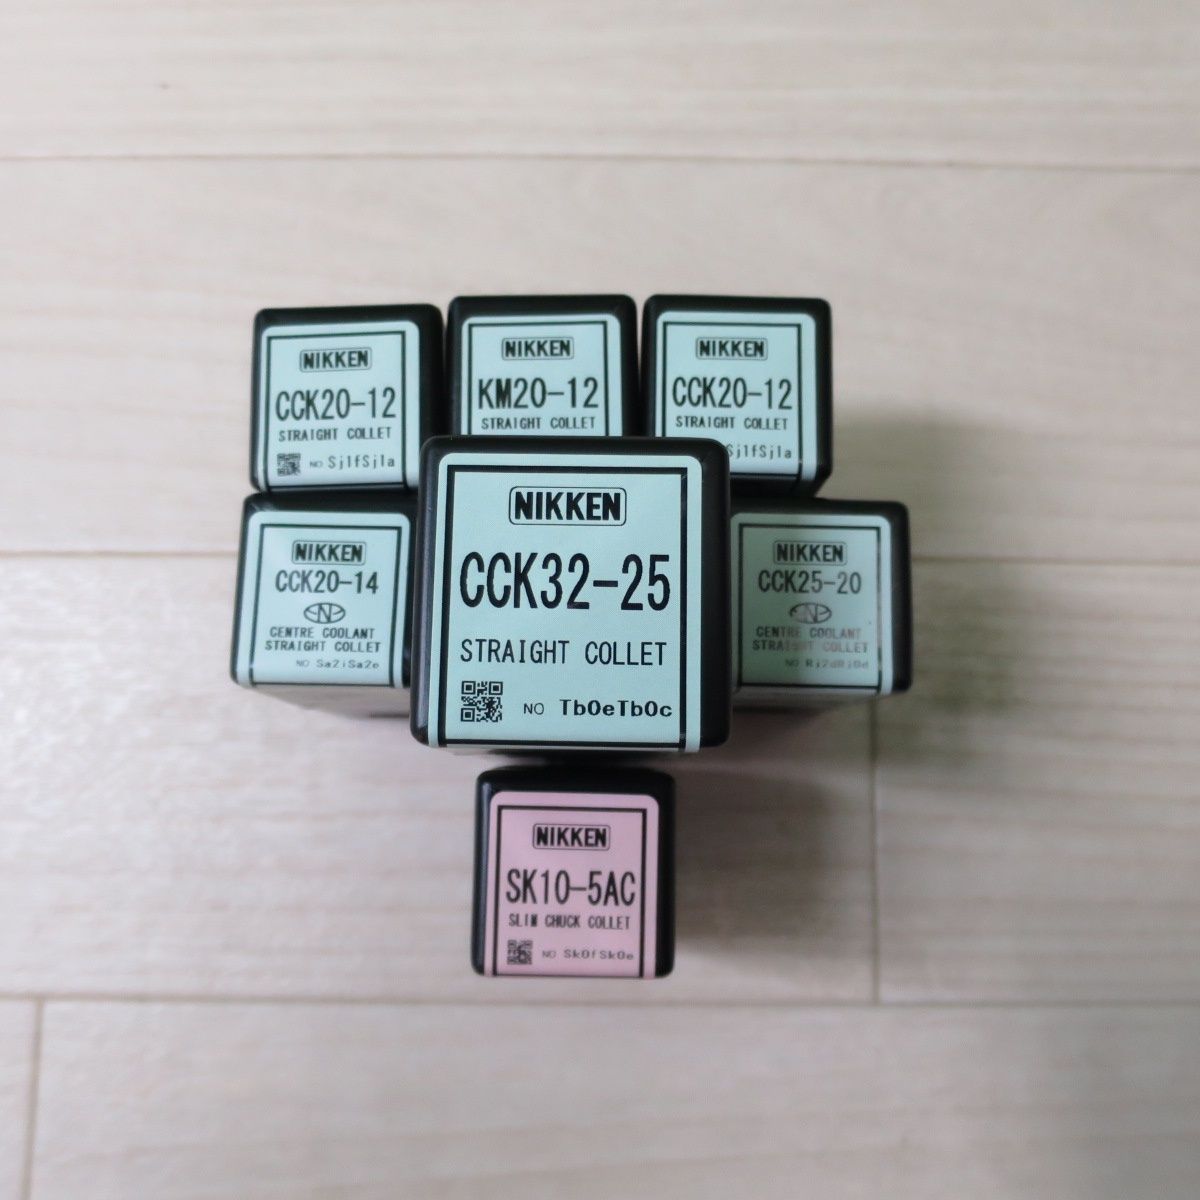 NIKKEN
CCK20-12
STRAIGHT COLLET
NO Sj1fSj1a
NIKKEN
KM20-12
STRAIGHT COLLET
NIKKEN
CCK20-12
STRAIGHT COLLET
Sj1fSj1a
NIKKEN
CCK20-14
CENTRE COOLANT
STRAIGHT COLLET
NO Sa2iSa2e
NIKKEN
CCK32-25
STRAIGHT COLLET
NO Tb0eTb0c
NIKKEN
CCK25-20
CENTRE COOLANT
STRAIGHT COLLET
NO
NIKKEN
SK10-5AC
SLIM CHUCK COLLET
NO Sk0fSk0e